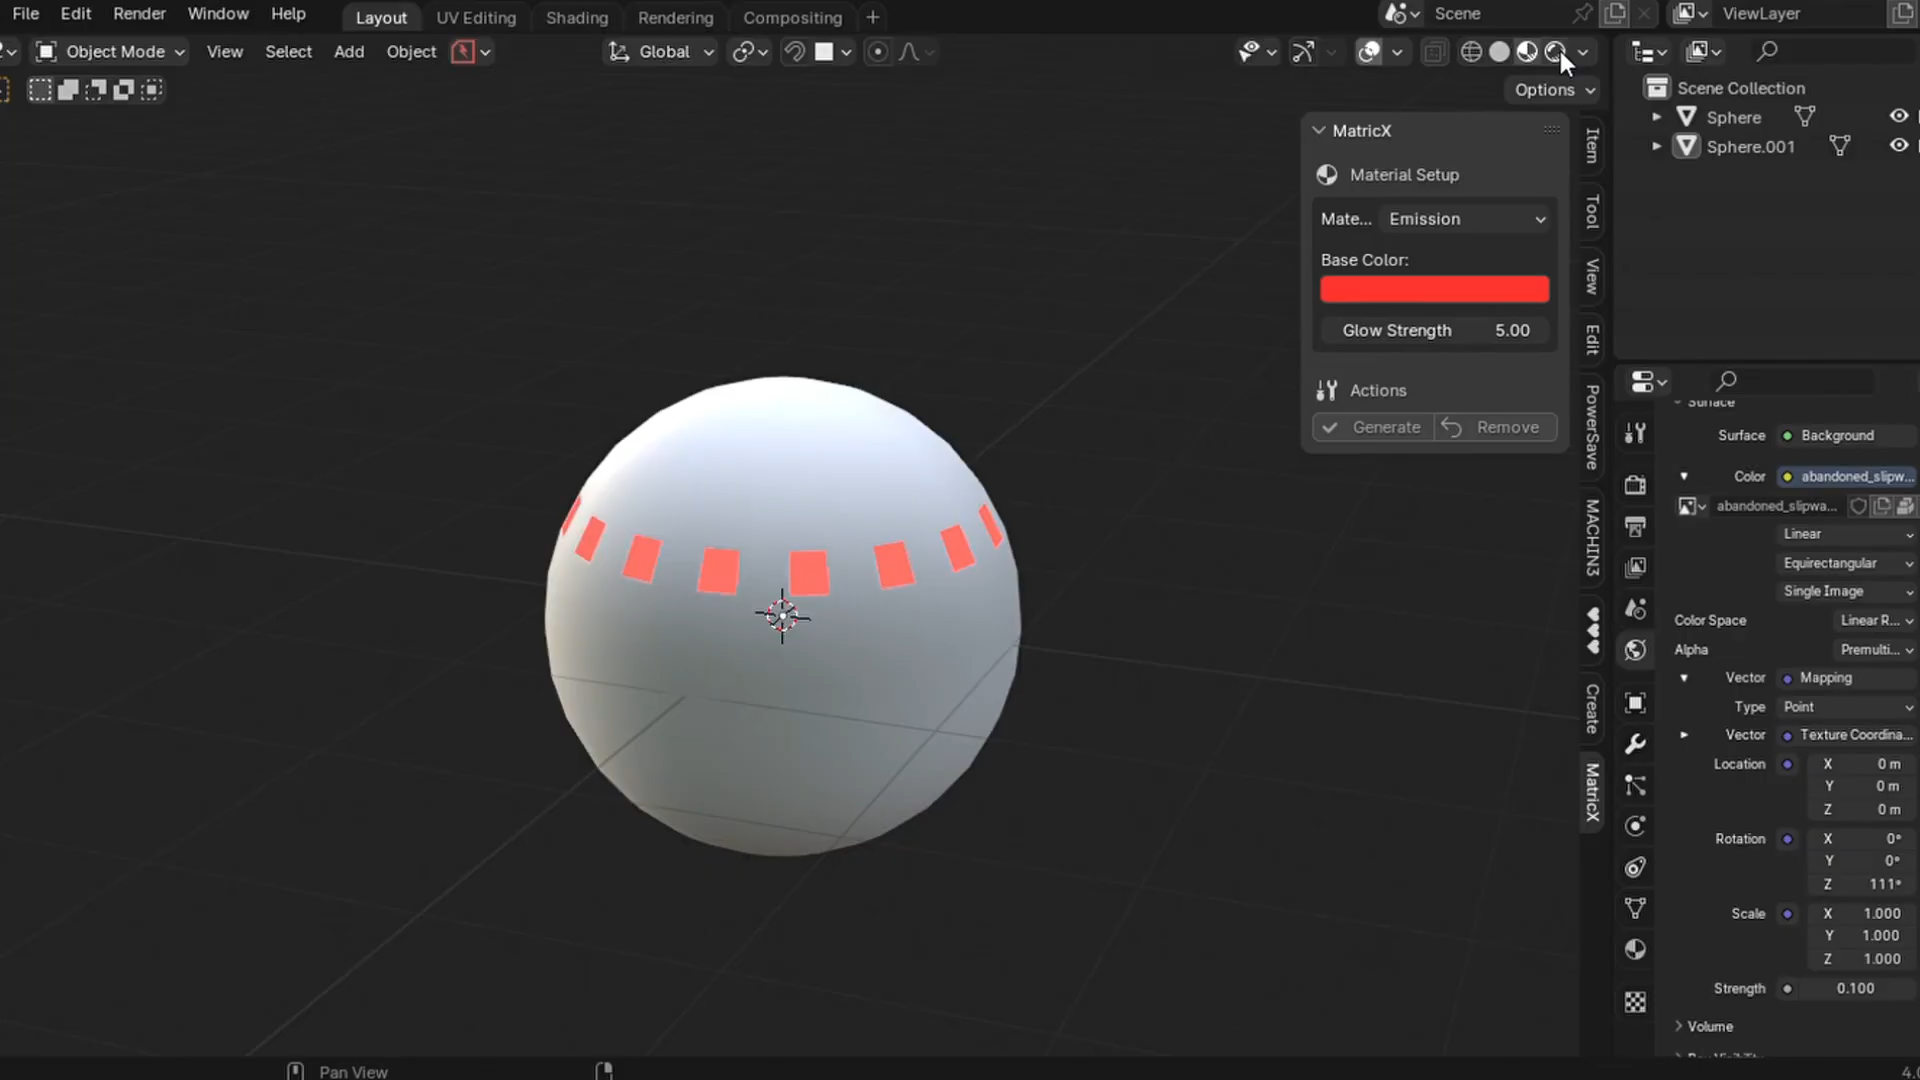 File Edit Render Window Help Layout UV Editing Shading Rendering Compositing + Scene ViewLayer
Object Mode View Select Add Object Global
Options
MatricX
Material Setup
Mate... Emission
Base Color:
Glow Strength 5.00
Actions
Generate Remove
Item
Tool
View
Edit
PowerSave
MACHIN3
Create
MatricX
Scene Collection
Sphere
Sphere.001
Surface
Surface Background
Color abandoned_slipw...
abandoned_slipwa...
Linear
Equirectangular
Single Image
Color Space Linear R...
Alpha Premulti...
Vector Mapping
Type Point
Vector Texture Coordina...
Location X 0 m
Y 0 m
Z 0 m
Rotation X 0°
Y 0°
Z 111°
Scale X 1.000
Y 1.000
Z 1.000
Strength 0.100
Volume
Pan View
4.0